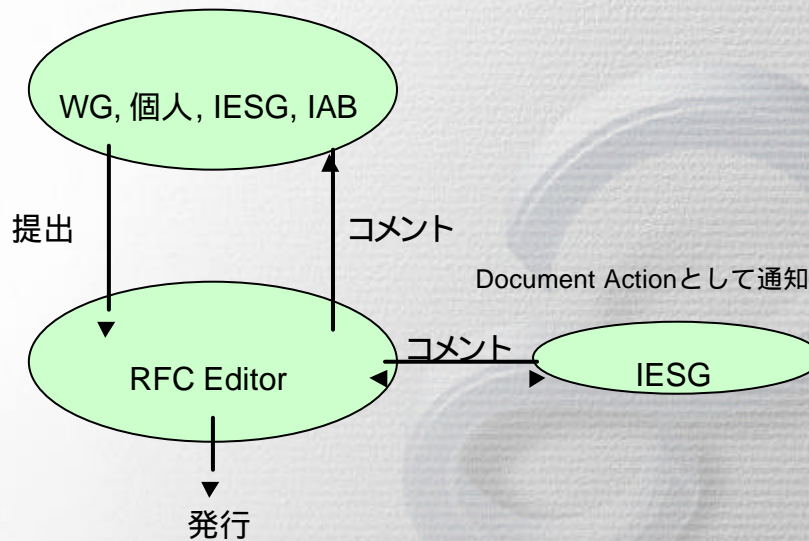 WG, 個人, IESG, IAB
提出
コメント
Document Actionとして通知
コメント
RFC Editor
IESG
発行